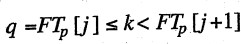 q = FT_p[j] ≤ k < FT_p[j+1]